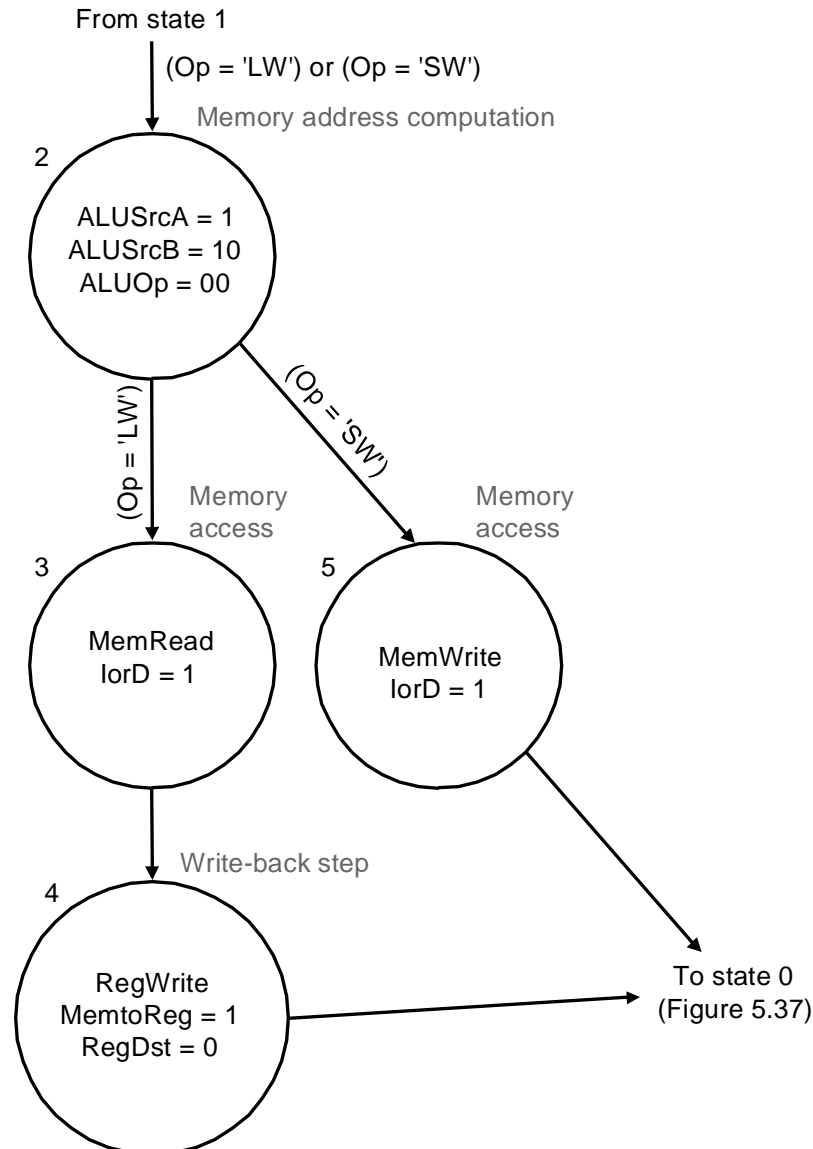 From state 1
(Op = 'LW') or (Op = 'SW')
Memory address computation
2
ALUSrcA = 1
ALUSrcB = 10
ALUOp = 00
(Op = 'LW')
(Op = 'SW')
Memory
access
Memory
access
3
5
MemRead
IorD = 1
MemWrite
IorD = 1
Write-back step
4
RegWrite
MemtoReg = 1
RegDst = 0
To state 0
(Figure 5.37)